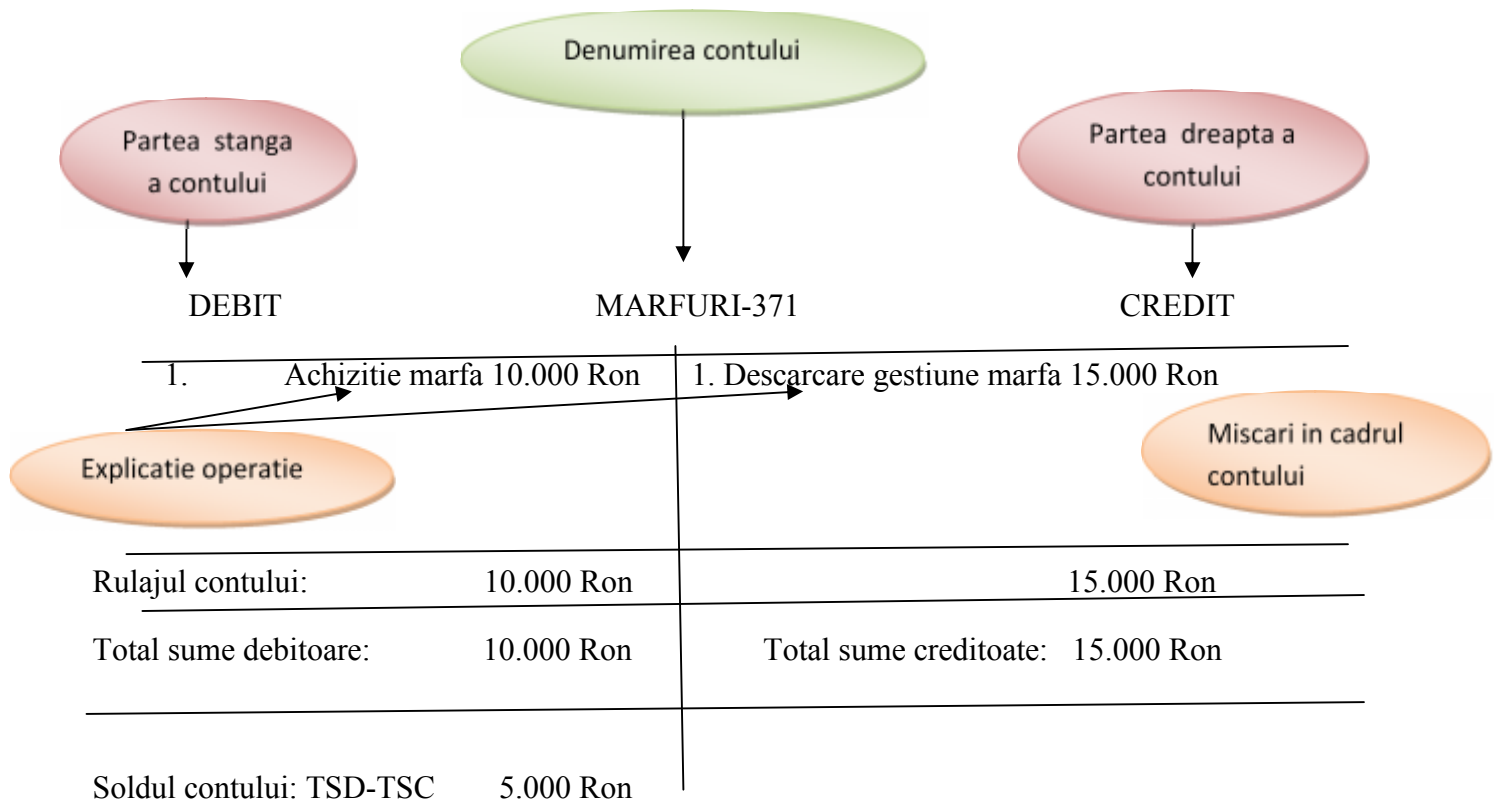 Denumirea contului
Partea stanga
a contului
Partea dreapta a
contului
DEBIT MARFURI-371 CREDIT
1. Achizitie marfa 10.000 Ron 1. Descarcare gestiune marfa 15.000 Ron
Explicatie operatie
Miscari in cadrul
contului
Rulajul contului: 10.000 Ron 15.000 Ron
Total sume debitoare: 10.000 Ron Total sume creditoate: 15.000 Ron
Soldul contului: TSD-TSC 5.000 Ron